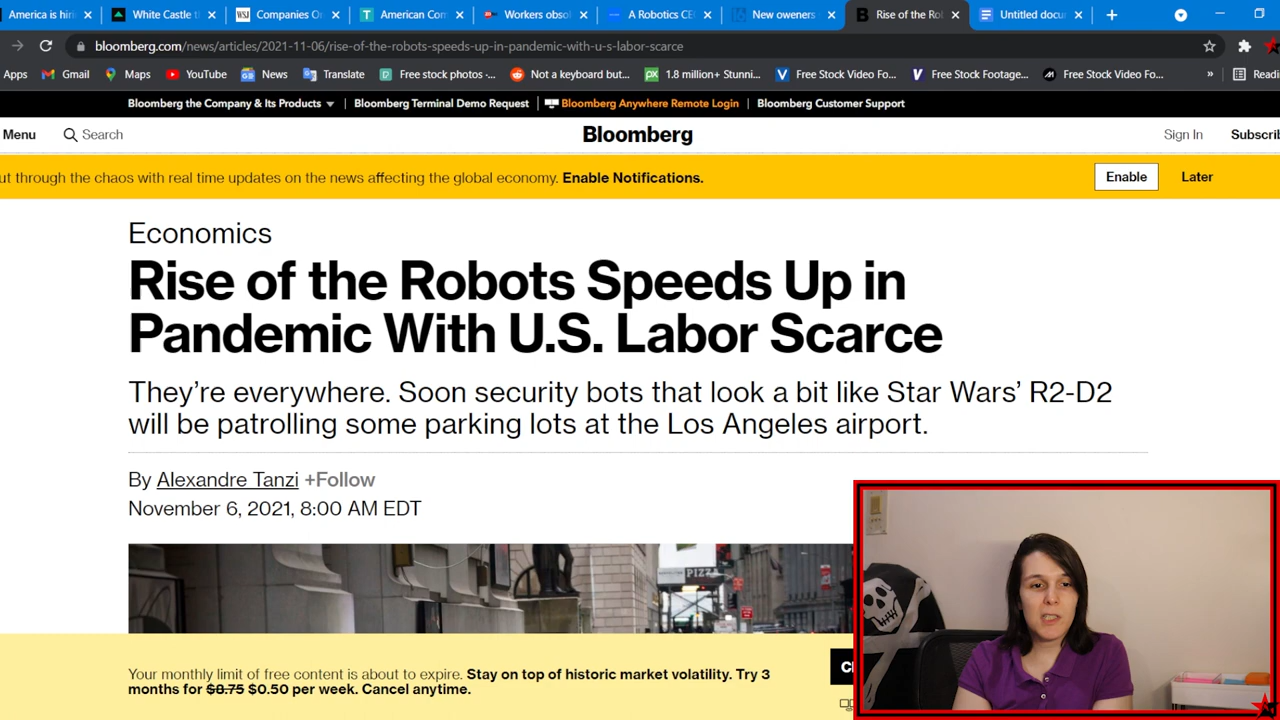 America is hiri
White Castle t
WSJ Companies O
American Con
Workers obso
A Robotics CE
New owners
Rise of the Ro
Untitled docu
bloomberg.com/news/articles/2021-11-06/rise-of-the-robots-speeds-up-in-pandemic-with-u-s-labor-scarce
Apps Gmail Maps YouTube News Translate Free stock photos -... Not a keyboard but... 1.8 million+ Stunni... Free Stock Video Fo... Free Stock Footage... Free Stock Video Fo... » Readi
Bloomberg the Company & Its Products Bloomberg Terminal Demo Request Bloomberg Anywhere Remote Login Bloomberg Customer Support
Menu Search Bloomberg Sign In Subscrib
ut through the chaos with real time updates on the news affecting the global economy. Enable Notifications. Enable Later
Economics
Rise of the Robots Speeds Up in
Pandemic With U.S. Labor Scarce
They're everywhere. Soon security bots that look a bit like Star Wars' R2-D2
will be patrolling some parking lots at the Los Angeles airport.
By Alexandre Tanzi +Follow
November 6, 2021, 8:00 AM EDT
PIZZ
Your monthly limit of free content is about to expire. Stay on top of historic market volatility. Try 3
months for $8.75 $0.50 per week. Cancel anytime.